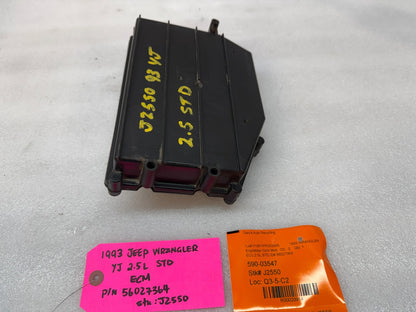 J2550 93 YJ
2.5 STD
1993 JEEP WRANGLER
YJ 2.5L STD
ECM
P/N 56027364
STK: J2550
590-03547
Stk# J2550
Loc: Q3-5-C2